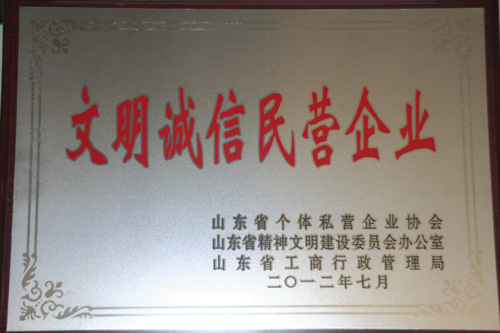 文明诚信民营企业
山东省个体私营企业协会
山东省精神文明建设委员会办公室
山东省工商行政管理局
二〇一二年七月